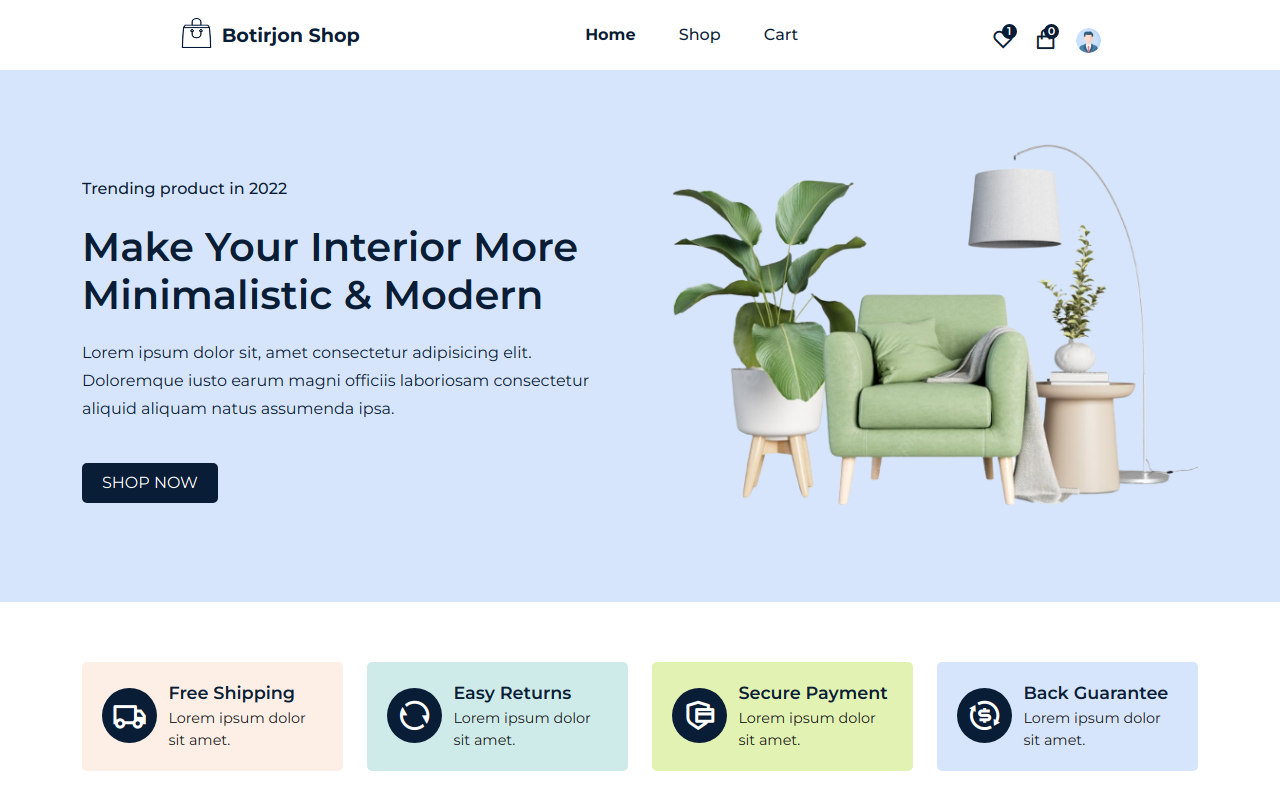 Botirjon Shop
Home
Shop
Cart
1
0
Trending product in 2022
Make Your Interior More
Minimalistic & Modern
Lorem ipsum dolor sit, amet consectetur adipisicing elit.
Doloremque iusto earum magni officiis laboriosam consectetur
aliquid aliquam natus assumenda ipsa.
SHOP NOW
Free Shipping
Lorem ipsum dolor
sit amet.
Easy Returns
Lorem ipsum dolor
sit amet.
Secure Payment
Lorem ipsum dolor
sit amet.
Back Guarantee
Lorem ipsum dolor
sit amet.